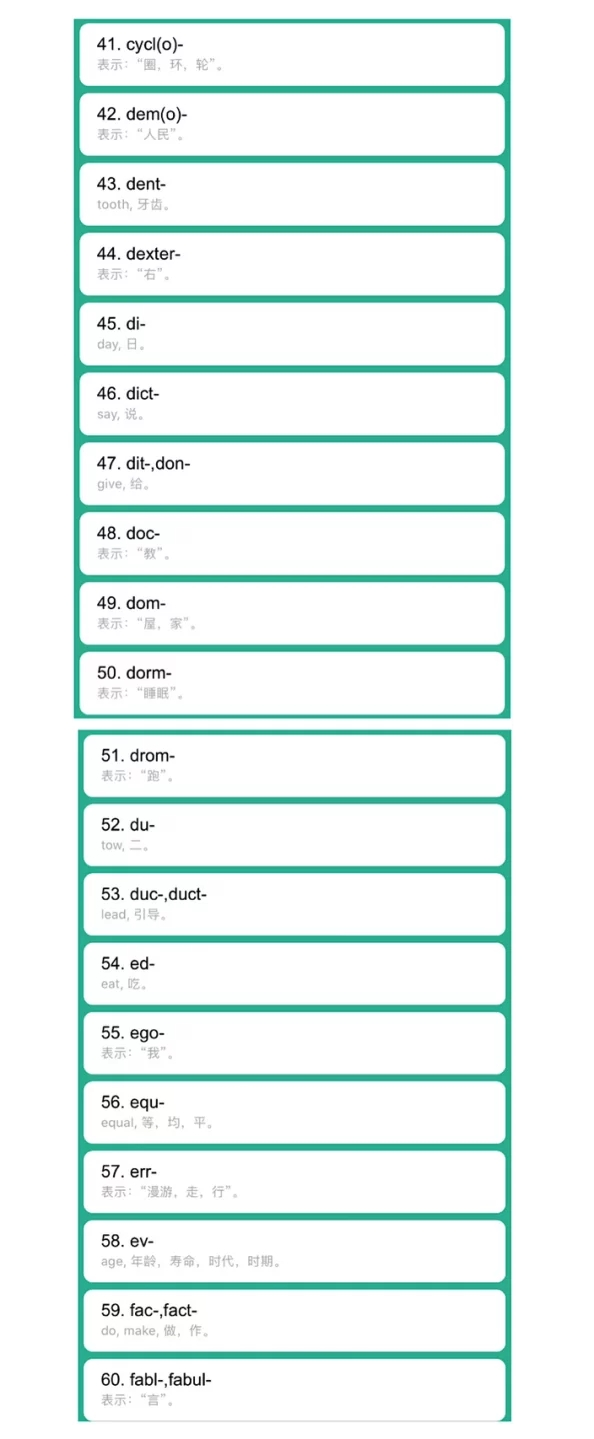 41. cycl(o)-
表示：“圈，环，轮”。
42. dem(o)-
表示：“人民”。
43. dent-
tooth, 牙齿。
44. dexter-
表示：“右”。
45. di-
day, 日。
46. dict-
say, 说。
47. dit-,don-
give, 给。
48. doc-
表示：“教”。
49. dom-
表示：“屋，家”。
50. dorm-
表示：“睡眠”。
51. drom-
表示：“跑”。
52. du-
tow, 二。
53. duc-,duct-
lead, 引导。
54. ed-
eat, 吃。
55. ego-
表示：“我”。
56. equ-
equal, 等，均，平。
57. err-
表示：“漫游，走，行”。
58. ev-
age, 年龄，寿命，时代，时期。
59. fac-,fact-
do, make, 做，作。
60. fabl-,fabul-
表示：“言”。